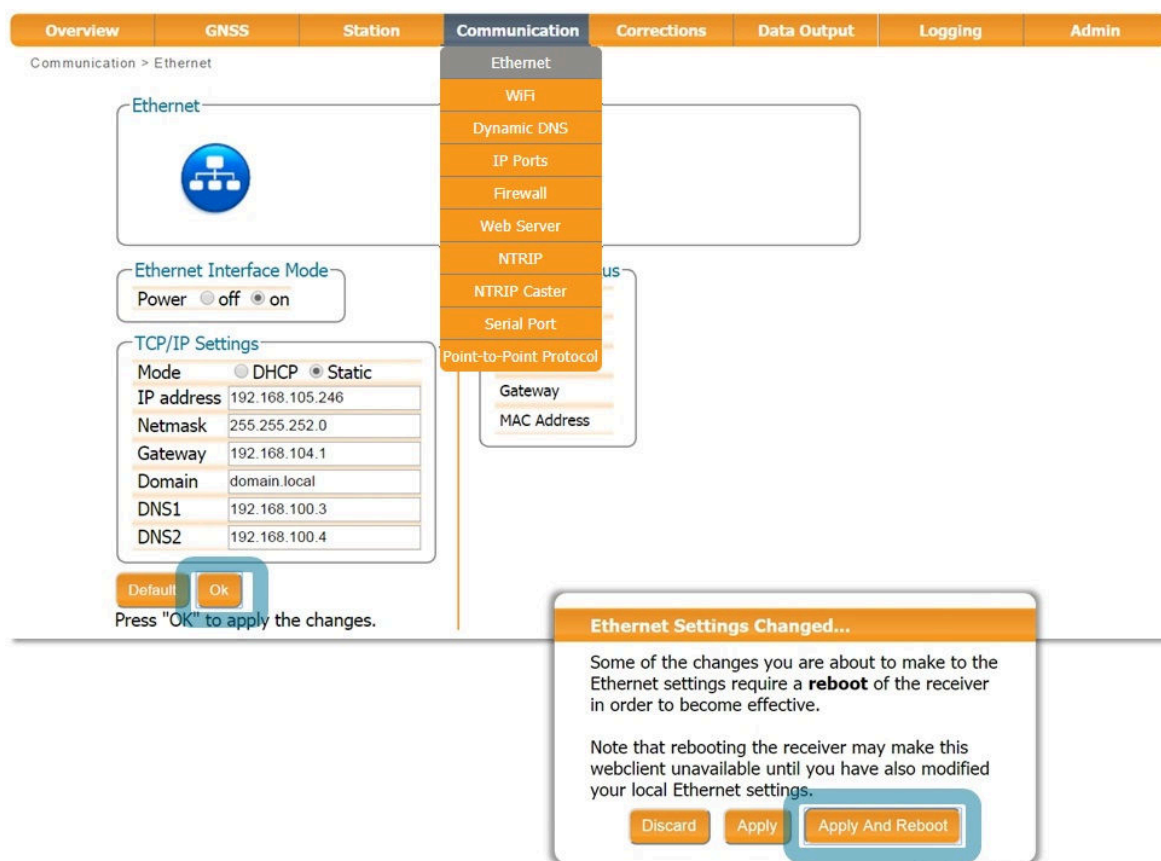 Overview GNSS Station Communication Corrections Data Output Logging Admin
Communication > Ethernet
Ethernet
WiFi
Dynamic DNS
IP Ports
Firewall
Web Server
NTRIP
NTRIP Caster
Serial Port
Point-to-Point Protocol
Ethernet
Ethernet Interface Mode
Power off on
TCP/IP Settings
Mode DHCP Static
IP address 192.168.105.246
Netmask 255.255.252.0
Gateway 192.168.104.1
Domain domain.local
DNS1 192.168.100.3
DNS2 192.168.100.4
us
Gateway
MAC Address
Default Ok
Press "OK" to apply the changes.
Ethernet Settings Changed...
Some of the changes you are about to make to the
Ethernet settings require a reboot of the receiver
in order to become effective.
Note that rebooting the receiver may make this
webclient unavailable until you have also modified
your local Ethernet settings.
Discard Apply Apply And Reboot